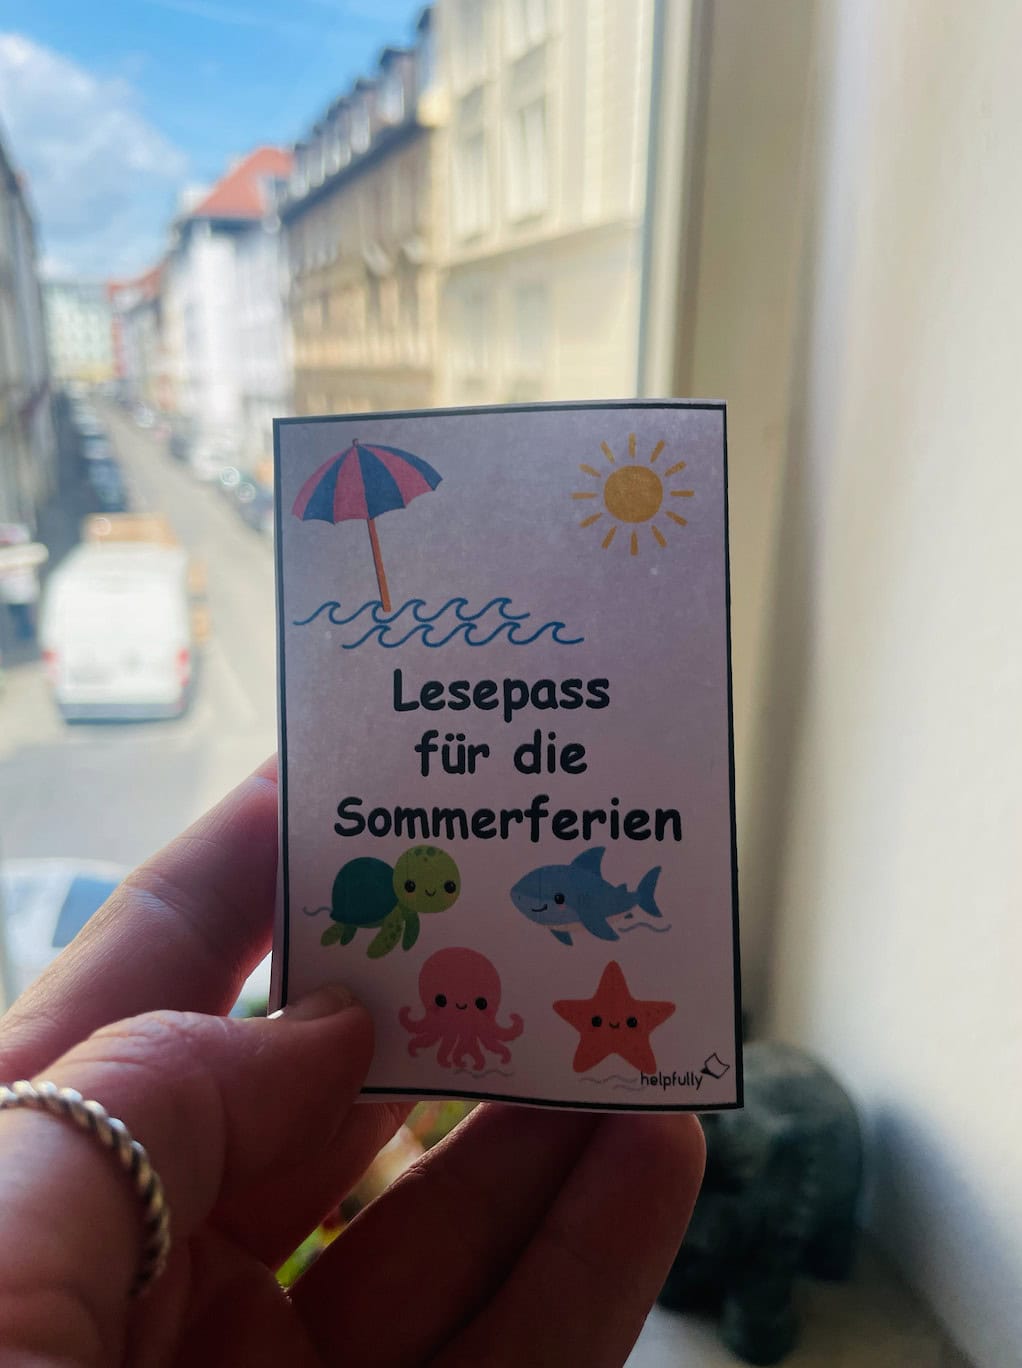 Lesepass
für die
Sommerferien
helpfully